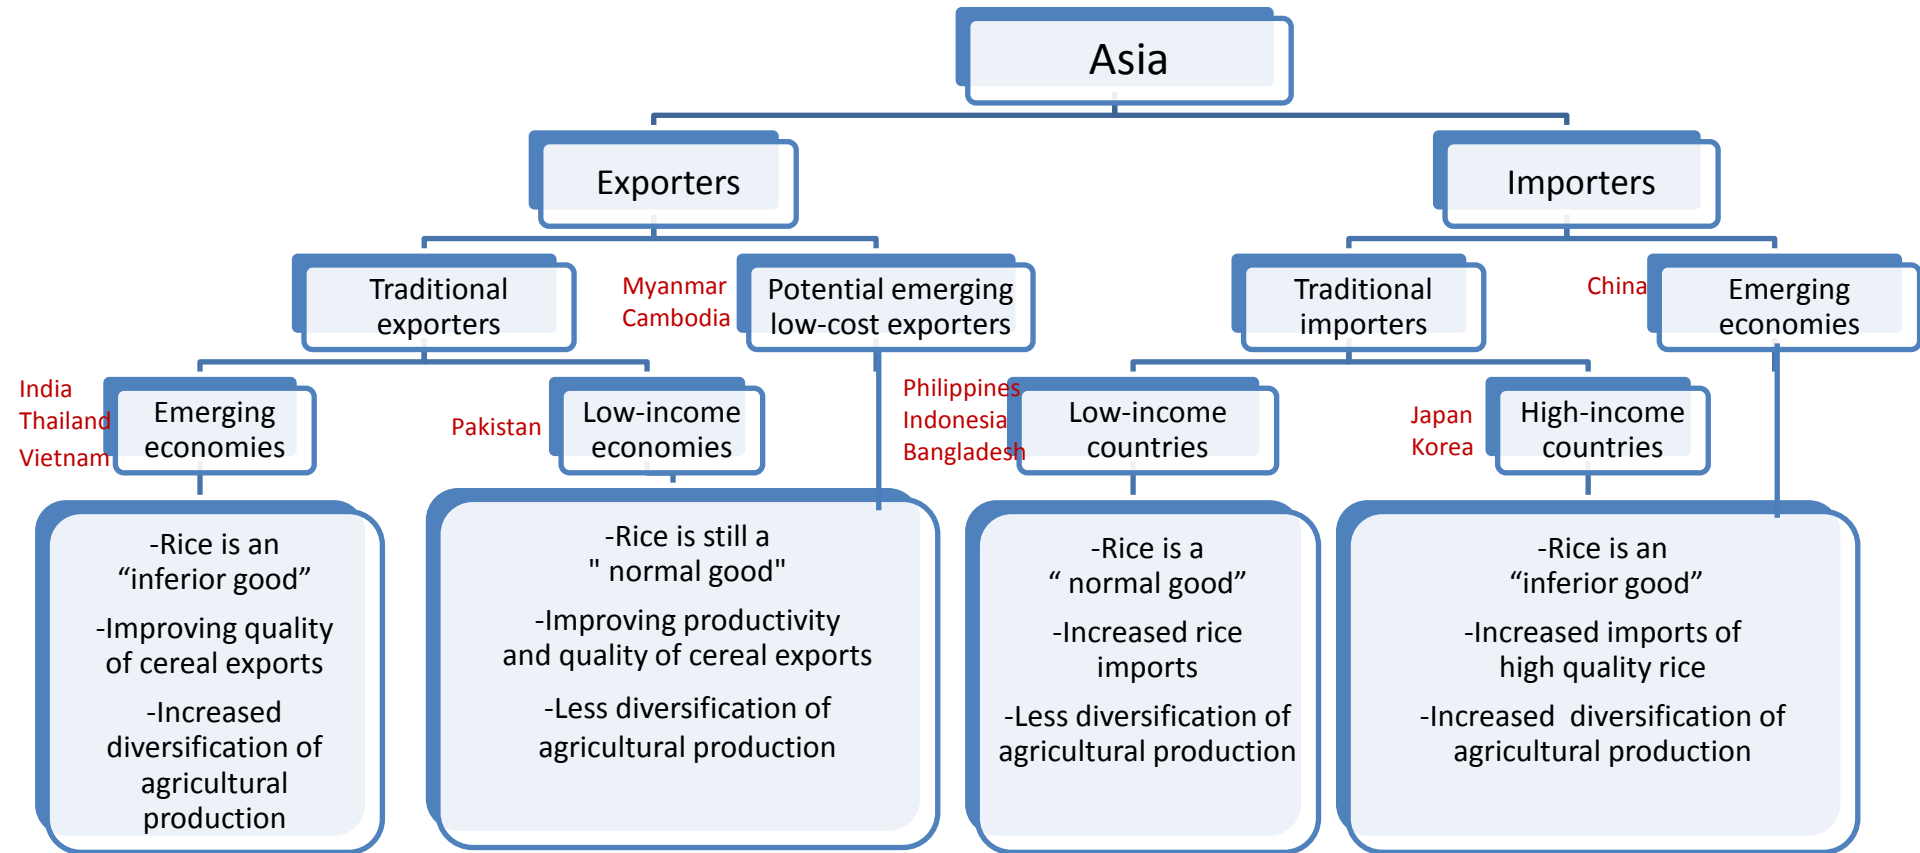 Asia
Exporters
Importers
Traditional
exporters
Myanmar
Cambodia
Potential emerging
low-cost exporters
Traditional
importers
China
Emerging
economies
India
Thailand
Vietnam
Emerging
economies
Pakistan
Low-income
economies
Philippines
Indonesia
Bangladesh
Low-income
countries
Japan
Korea
High-income
countries
-Rice is an
“inferior good”
-Improving quality
of cereal exports
-Increased
diversification of
agricultural
production
-Rice is still a
" normal good"
-Improving productivity
and quality of cereal exports
-Less diversification of
agricultural production
-Rice is a
“ normal good”
-Increased rice
imports
-Less diversification of
agricultural production
-Rice is an
“inferior good”
-Increased imports of
high quality rice
-Increased  diversification of
agricultural production